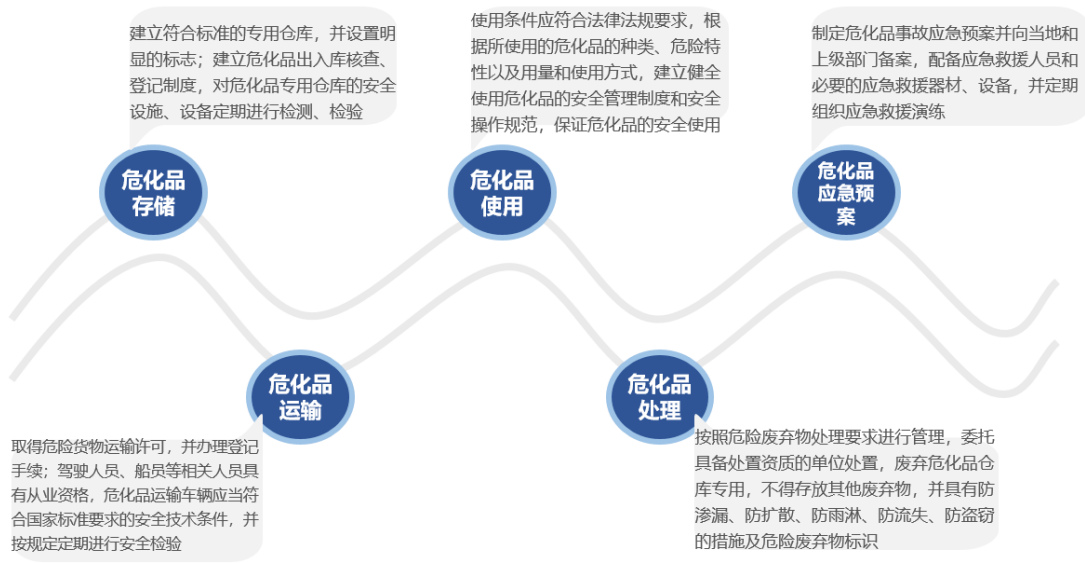 建立符合标准的专用仓库，并设置明
显的标志；建立危化品出入库核查、
登记制度，对危化品专用仓库的安全
设施、设备定期进行检测、检验
危化品
存储
取得危险货物运输许可，并办理登记
手续；驾驶人员、船员等相关人员具
有从业资格，危化品运输车辆应当符
合国家标准要求的安全技术条件，并
按规定定期进行安全检验
危化品
运输
使用条件应符合法律法规要求，根
据所使用的危化品的种类、危险特
性以及用量和使用方式，建立健全
使用危化品的安全管理制度和安全
操作规范，保证危化品的安全使用
危化品
使用
危化品
处理
按照危险废弃物处理要求进行管理，委托
具备处置资质的单位处置，废弃危化品仓
库专用，不得存放其他废弃物，并具有防
渗漏、防扩散、防雨淋、防流失、防盗窃
的措施及危险废弃物标识
制定危化品事故应急预案并向当地和
上级部门备案，配备应急救援人员和
必要的应急救援器材、设备，并定期
组织应急救援演练
危化品
应急预
案